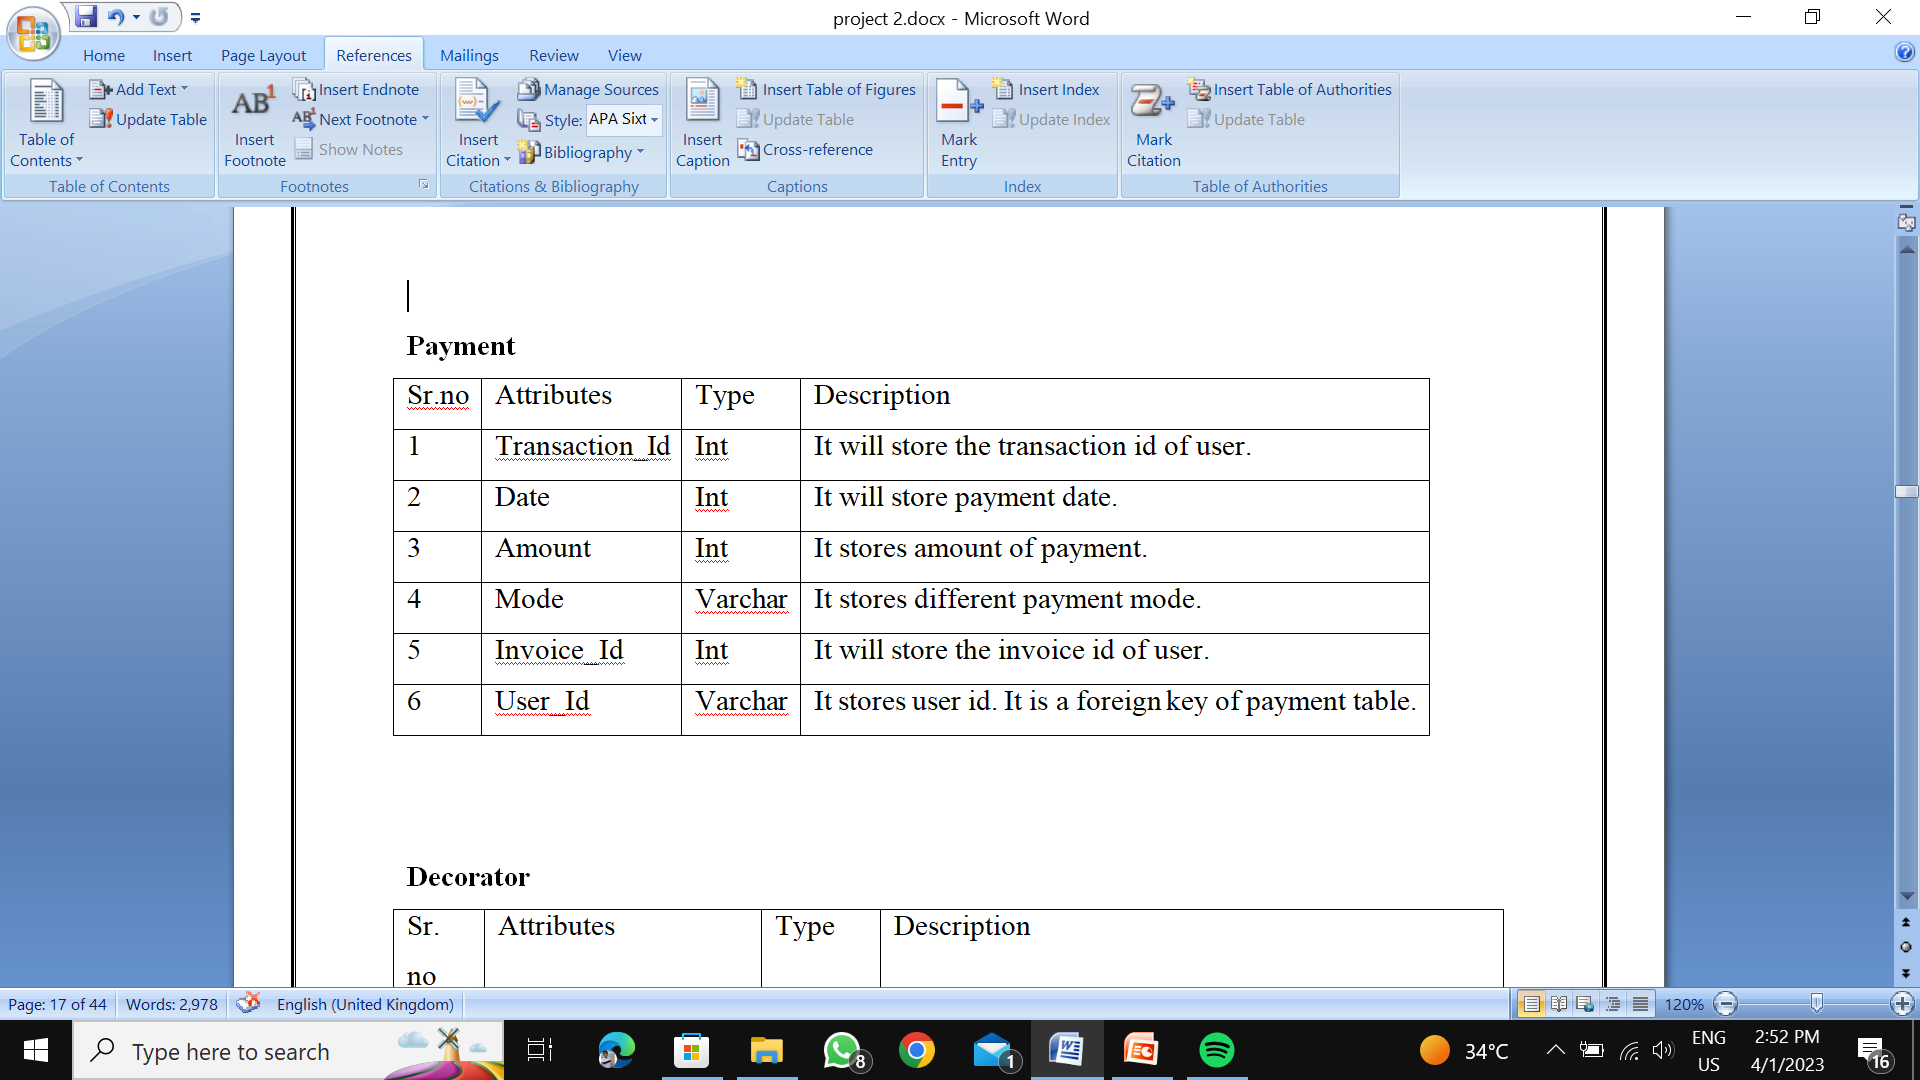 project 2.docx - Microsoft Word
Home Insert Page Layout References Mailings Review View
Table of Contents
Add Text
Update Table
Table of Contents
AB1
Insert Footnote
Insert Endnote
AB1 Next Footnote
Show Notes
Footnotes
Insert Citation
Manage Sources
Style: APA Sixt
Bibliography
Citations & Bibliography
Insert Caption
Insert Table of Figures
Update Table
Cross-reference
Captions
Mark Entry
Insert Index
Update Index
Index
Mark Citation
Insert Table of Authorities
Update Table
Table of Authorities
Payment
Sr.no Attributes Type Description
1 Transaction_Id Int It will store the transaction id of user.
2 Date Int It will store payment date.
3 Amount Int It stores amount of payment.
4 Mode Varchar It stores different payment mode.
5 Invoice_Id Int It will store the invoice id of user.
6 User_Id Varchar It stores user id. It is a foreign key of payment table.
Decorator
Sr. no Attributes Type Description
Page: 17 of 44 Words: 2,978 English (United Kingdom) 120%
Type here to search
8
1
34°C
ENG US
2:52 PM
4/1/2023
16